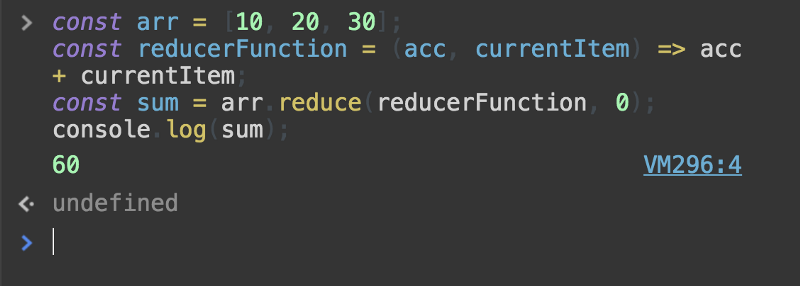 const arr = [10, 20, 30];
const reducerFunction = (acc, currentItem) => acc
+ currentItem;
const sum = arr.reduce(reducerFunction, 0);
console.log(sum);
60 VM296:4
undefined